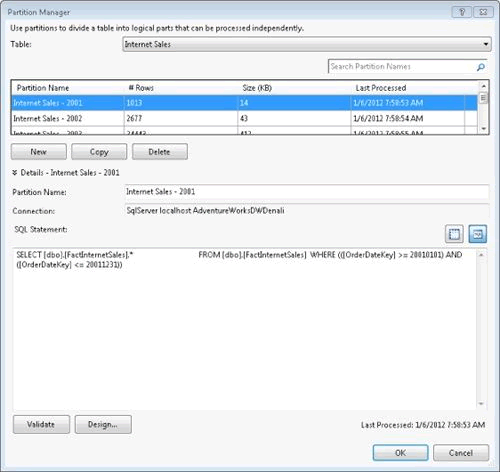 Partition Manager
Use partitions to divide a table into logical parts that can be processed independently.
Table: Internet Sales
Search Partition Names
Partition Name # Rows Size (KB) Last Processed
Internet Sales - 2001 1013 14 1/6/2012 7:58:53 AM
Internet Sales - 2002 2677 43 1/6/2012 7:58:54 AM
Internet Sales - 2003 24443 412 1/6/2012 7:58:55 AM
New Copy Delete
Details - Internet Sales - 2001
Partition Name: Internet Sales - 2001
Connection: SqlServer localhost AdventureWorksDWDenali
SQL Statement:
SELECT [dbo].[FactInternetSales].* FROM [dbo].[FactInternetSales] WHERE (([OrderDateKey] >= 20010101) AND
([OrderDateKey] <= 20011231))
Validate Design... Last Processed: 1/6/2012 7:58:53 AM
OK Cancel